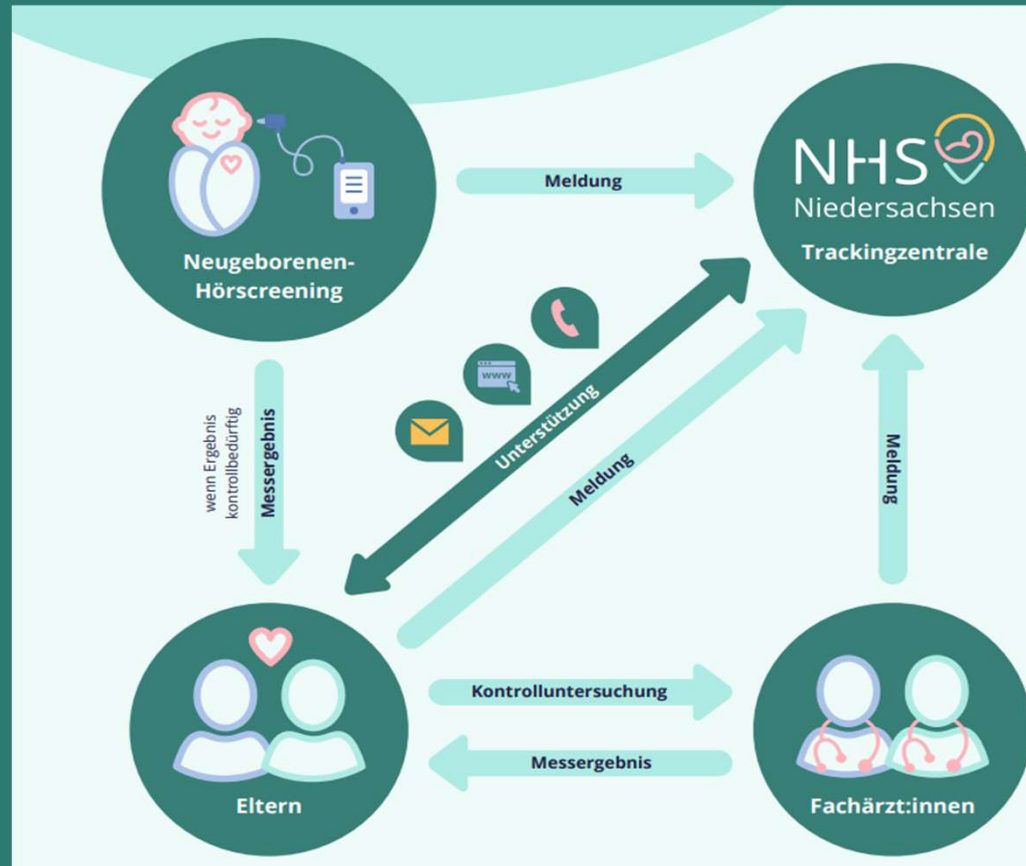 Neugeborenen-
Hörscreening
Meldung
NHS
Niedersachsen
Trackingzentrale
wenn Ergebnis
kontrollbedürftig
Messergebnis
www
Unterstützung
Meldung
Meldung
Eltern
Kontrolluntersuchung
Messergebnis
Fachärzt:innen